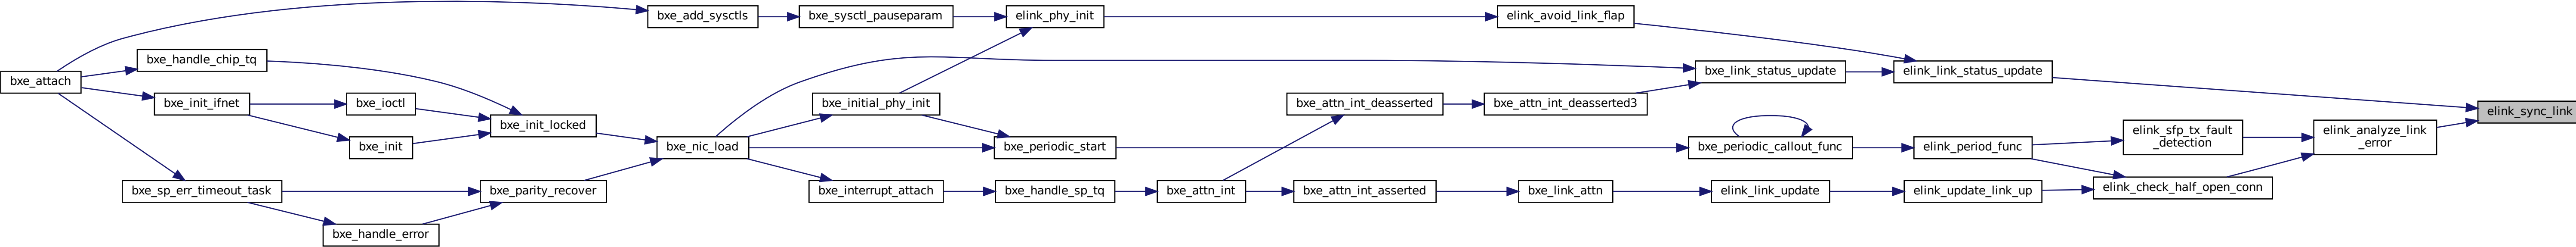 bxe_attach
bxe_add_sysctls
bxe_sysctl_pauseparam
elink_phy_init
elink_avoid_link_flap
bxe_handle_chip_tq
bxe_link_status_update
elink_link_status_update
bxe_init_ifnet
bxe_ioctl
bxe_initial_phy_init
bxe_attn_int_deasserted
bxe_attn_int_deasserted3
elink_sync_link
bxe_init_locked
bxe_init
bxe_nic_load
bxe_periodic_start
bxe_periodic_callout_func
elink_period_func
elink_sfp_tx_fault
_detection
elink_analyze_link
_error
bxe_sp_err_timeout_task
bxe_parity_recover
bxe_interrupt_attach
bxe_handle_sp_tq
bxe_attn_int
bxe_attn_int_asserted
bxe_link_attn
elink_link_update
elink_update_link_up
elink_check_half_open_conn
bxe_handle_error